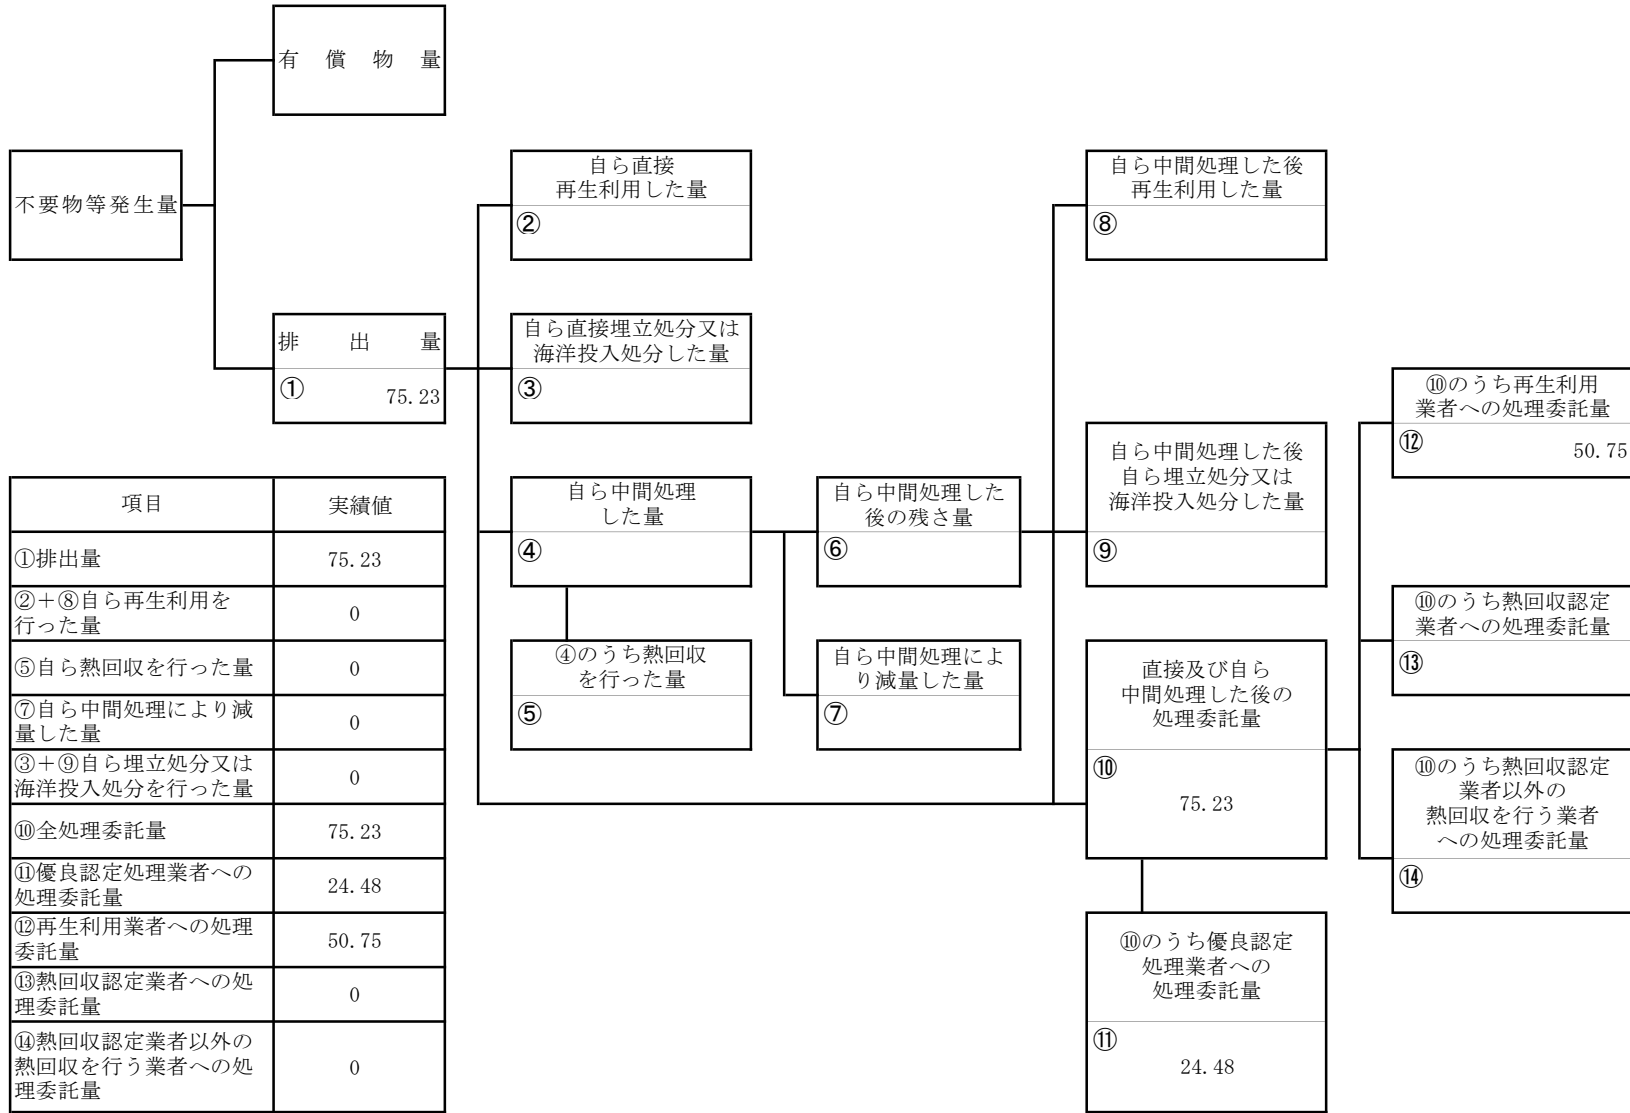 有償物量
不要物等発生量
排出量
① 75.23
自ら直接
再生利用した量
②
自ら直接埋立処分又は
海洋投入処分した量
③
自ら中間処理
した量
④
④のうち熱回収
を行った量
⑤
自ら中間処理した
後の残さ量
⑥
自ら中間処理によ
り減量した量
⑦
自ら中間処理した後
再生利用した量
⑧
自ら中間処理した後
自ら埋立処分又は
海洋投入処分した量
⑨
直接及び自ら
中間処理した後の
処理委託量
⑩
75.23
⑩のうち優良認定
処理業者への
処理委託量
⑪
24.48
⑩のうち再生利用
業者への処理委託量
⑫ 50.75
⑩のうち熱回収認定
業者への処理委託量
⑬
⑩のうち熱回収認定
業者以外の
熱回収を行う業者
への処理委託量
⑭
項目 実績値
①排出量 75.23
②+⑧自ら再生利用を
行った量 0
⑤自ら熱回収を行った量 0
⑦自ら中間処理により減
量した量 0
③+⑨自ら埋立処分又は
海洋投入処分を行った量 0
⑩全処理委託量 75.23
⑪優良認定処理業者への
処理委託量 24.48
⑫再生利用業者への処理
委託量 50.75
⑬熱回収認定業者への処
理委託量 0
⑭熱回収認定業者以外の
熱回収を行う業者への処
理委託量 0